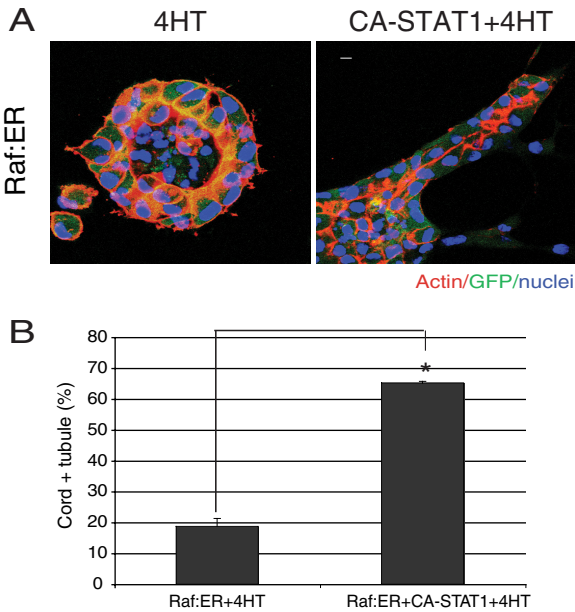 A
4HT
CA-STAT1+4HT
Raf:ER
Actin/GFP/nuclei
B
Cord + tubule (%)
80
70
60
50
40
30
20
10
0
*
Raf:ER+4HT
Raf:ER+CA-STAT1+4HT